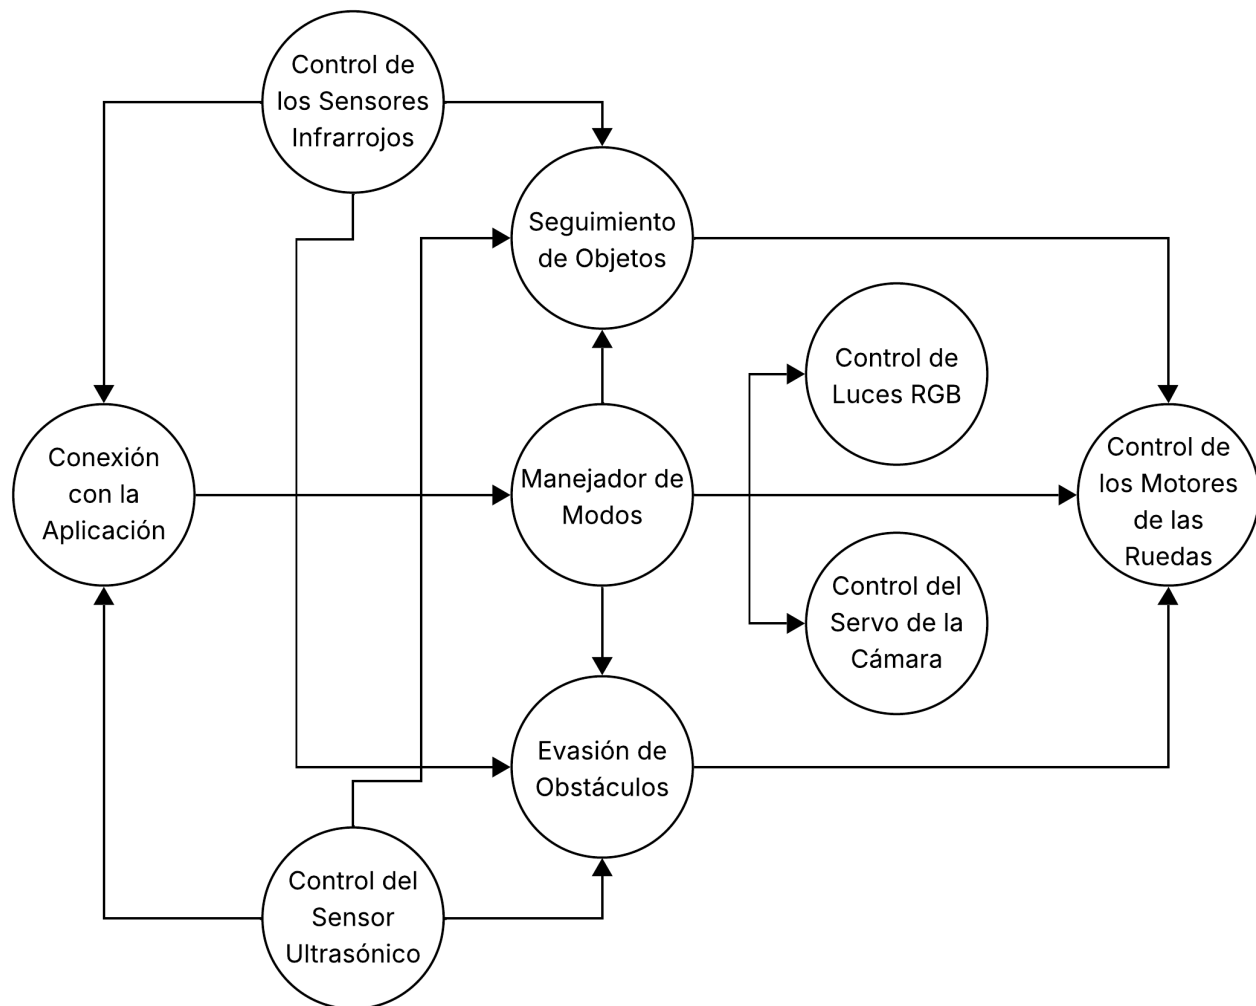 Control de
los Sensores
Infrarrojos
Seguimiento
de Objetos
Control de
Luces RGB
Conexión
con la
Aplicación
Manejador de
Modos
Control de
los Motores
de las
Ruedas
Control del
Servo de la
Cámara
Evasión de
Obstáculos
Control del
Sensor
Ultrasónico